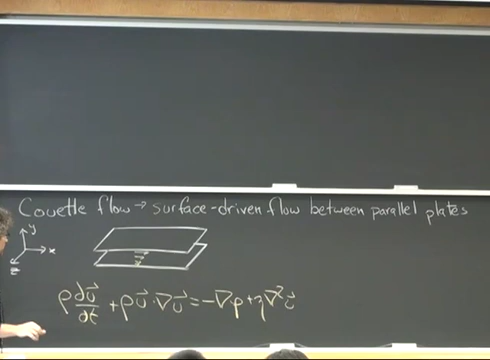 Couette flow → surface-driven flow between parallel plates
y
x
z
ρ dv⃗/dt + ρv⃗·∇v⃗ = -∇p + η∇²v⃗